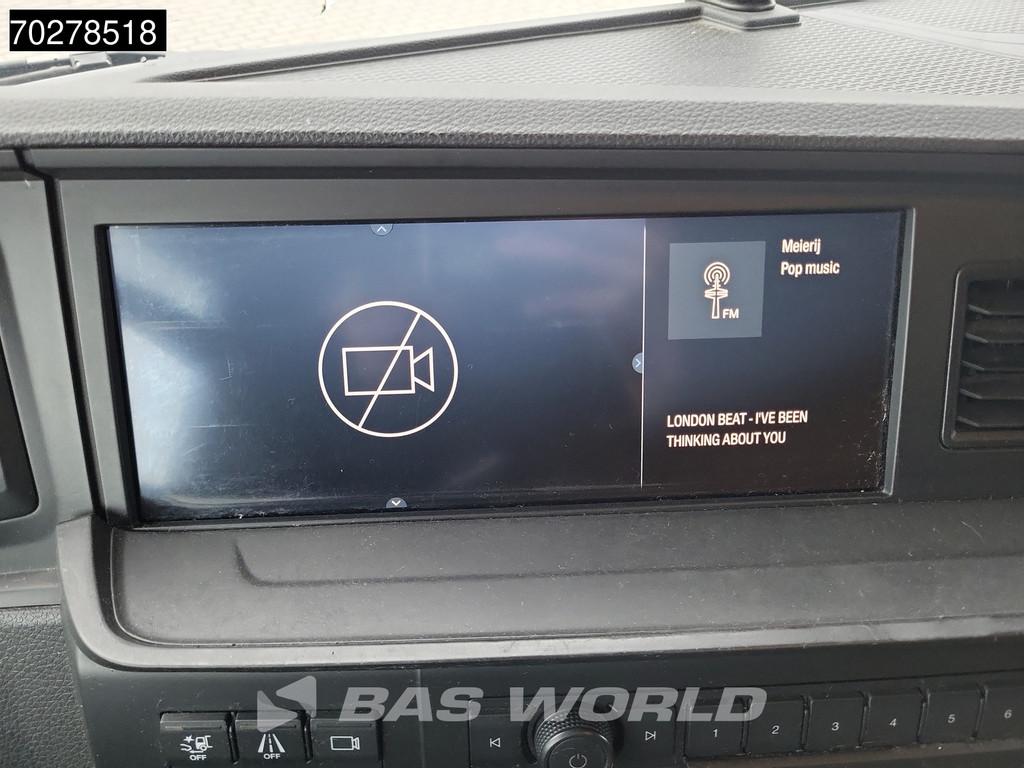 70278518
Meierij
Pop music
FM
LONDON BEAT - I'VE BEEN
THINKING ABOUT YOU
BAS WORLD
OFF
OFF
1
2
3
4
5
6